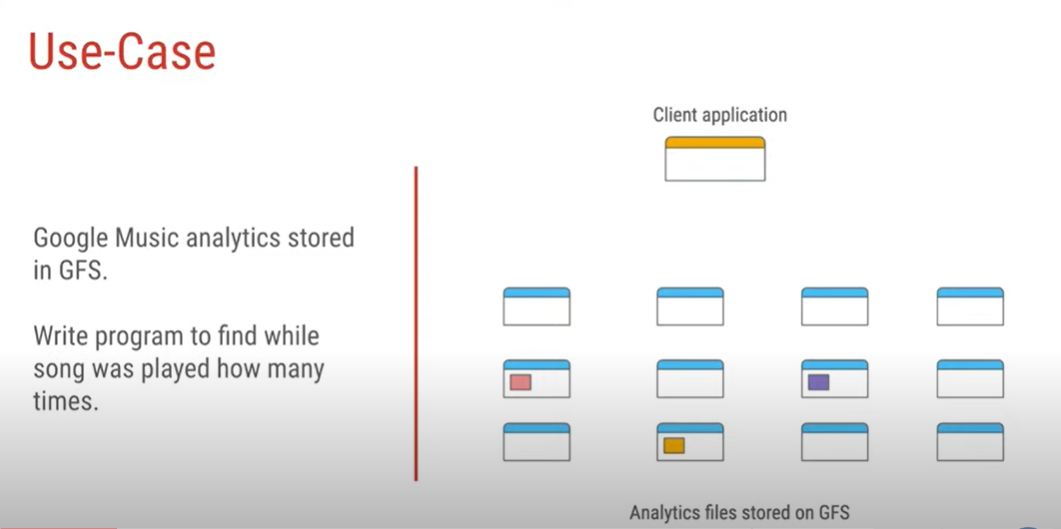 Use-Case
Client application
Google Music analytics stored
in GFS.
Write program to find while
song was played how many
times.
Analytics files stored on GFS